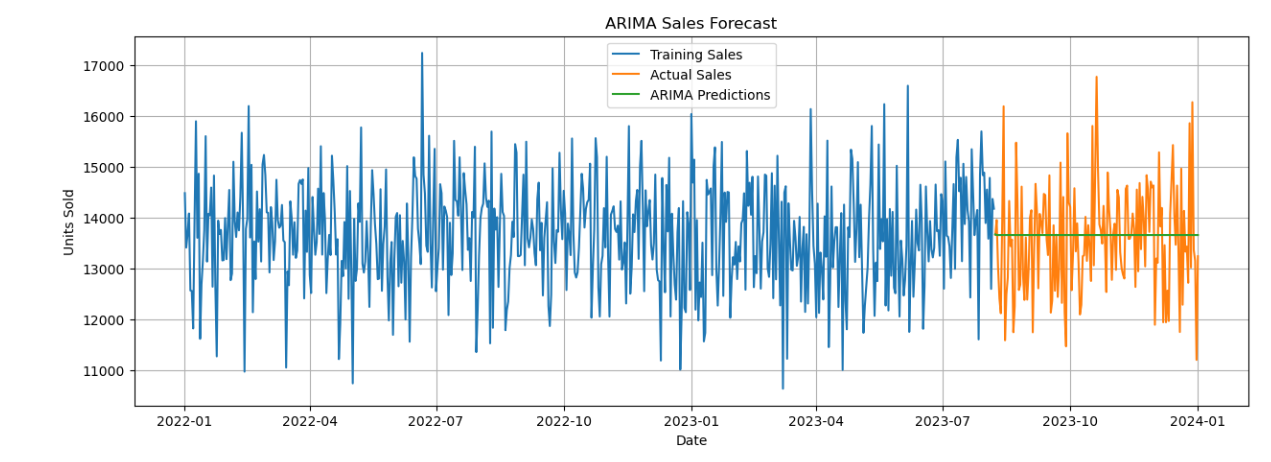 ARIMA Sales Forecast
Training Sales
Actual Sales
ARIMA Predictions
Units Sold
17000
16000
15000
14000
13000
12000
11000
2022-01 2022-04 2022-07 2022-10 2023-01 2023-04 2023-07 2023-10 2024-01
Date